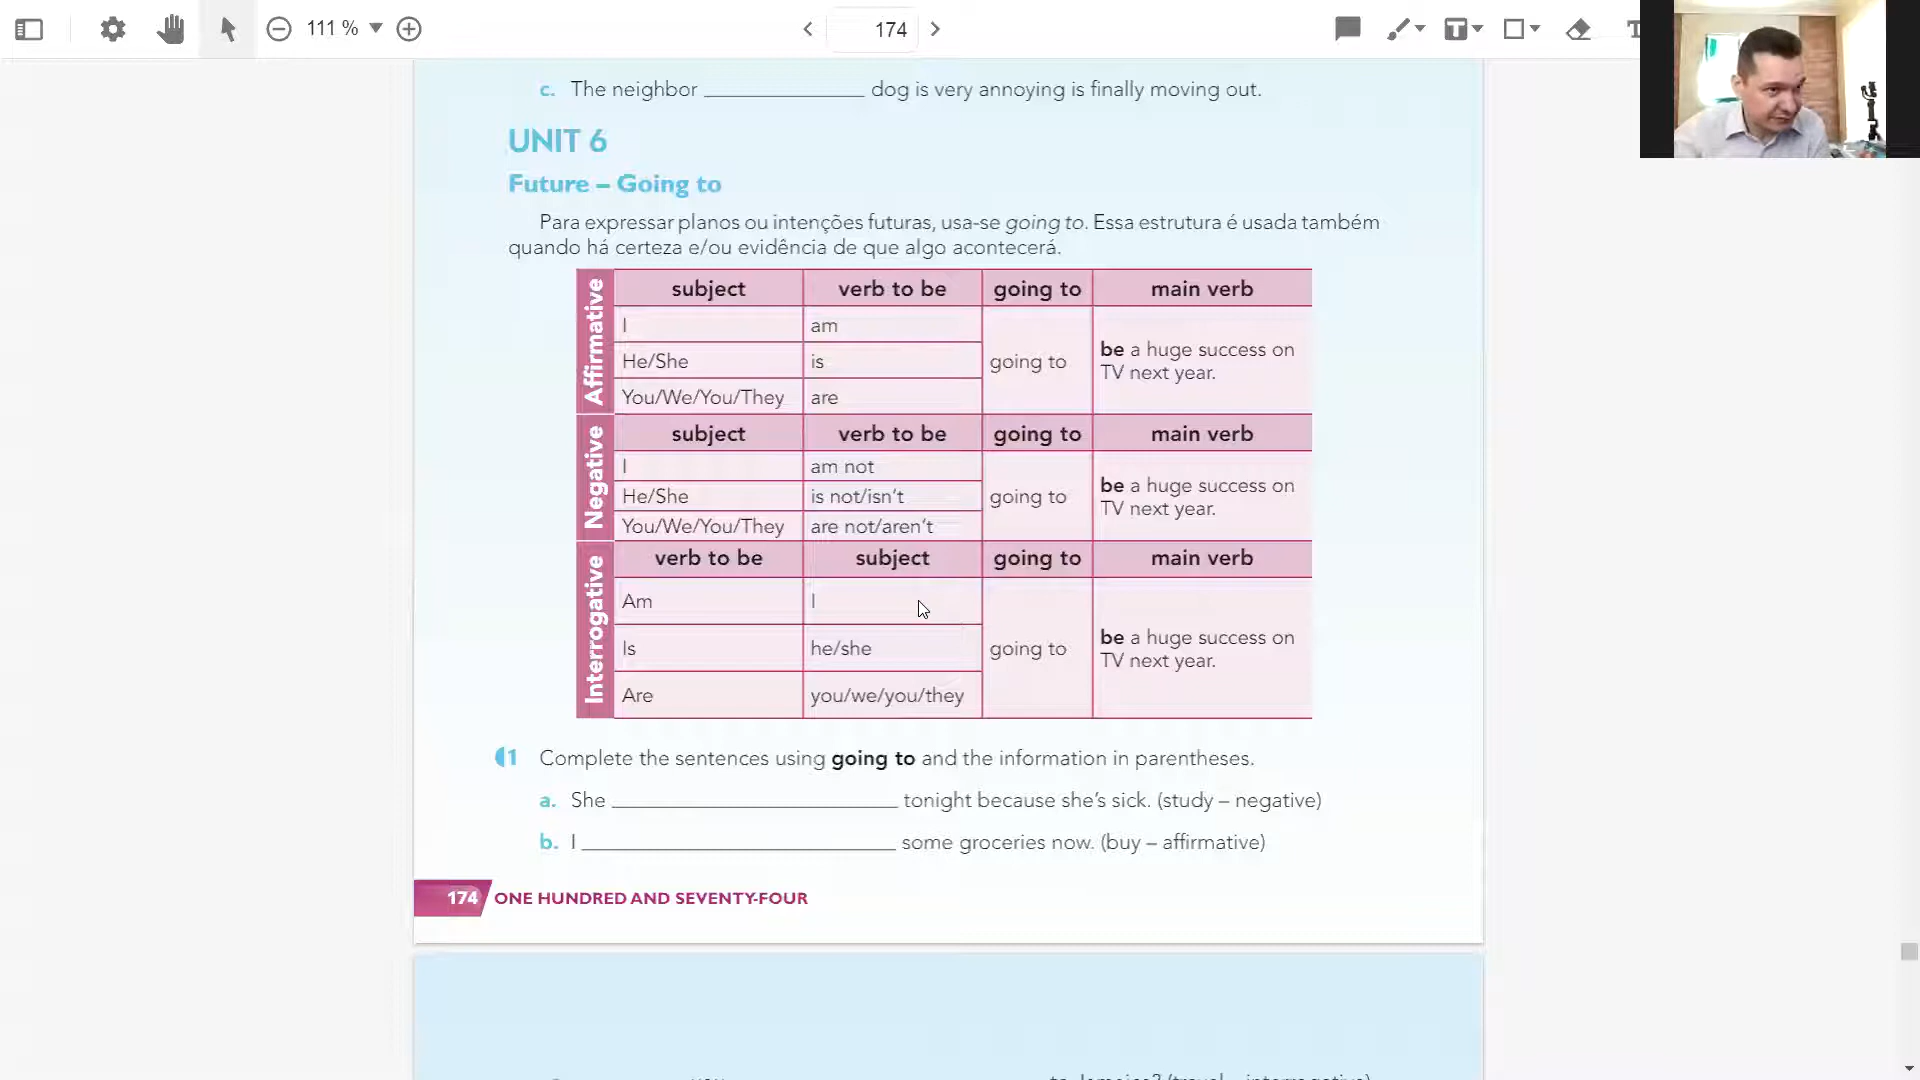 111 %
174
c. The neighbor ________ dog is very annoying is finally moving out.
UNIT 6
Future – Going to
Para expressar planos ou intenções futuras, usa-se going to. Essa estrutura é usada também
quando há certeza e/ou evidência de que algo acontecerá.
Affirmative
subject verb to be going to main verb
I am
He/She is going to be a huge success on
TV next year.
You/We/You/They are
Negative
subject verb to be going to main verb
I am not
He/She is not/isn't going to be a huge success on
TV next year.
You/We/You/They are not/aren't
Interrogative
verb to be subject going to main verb
Am I
Is he/she going to be a huge success on
TV next year.
Are you/we/you/they
1 Complete the sentences using going to and the information in parentheses.
a. She ________ tonight because she's sick. (study – negative)
b. I ________ some groceries now. (buy – affirmative)
174 ONE HUNDRED AND SEVENTY-FOUR